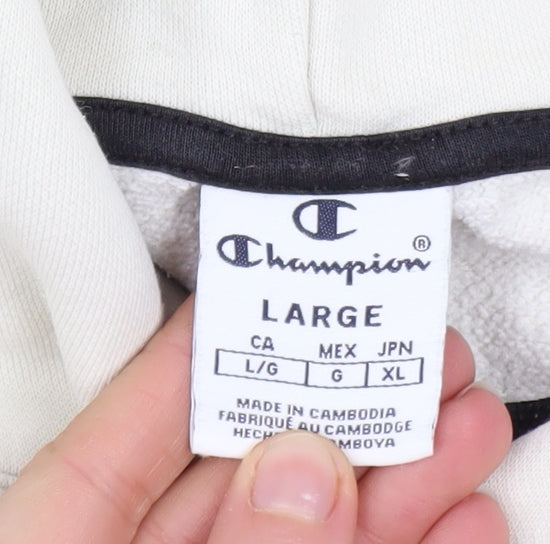 Champion®
LARGE
CA MEX JPN
L/G G XL
MADE IN CAMBODIA
FABRIQUÉ AU CAMBODGE